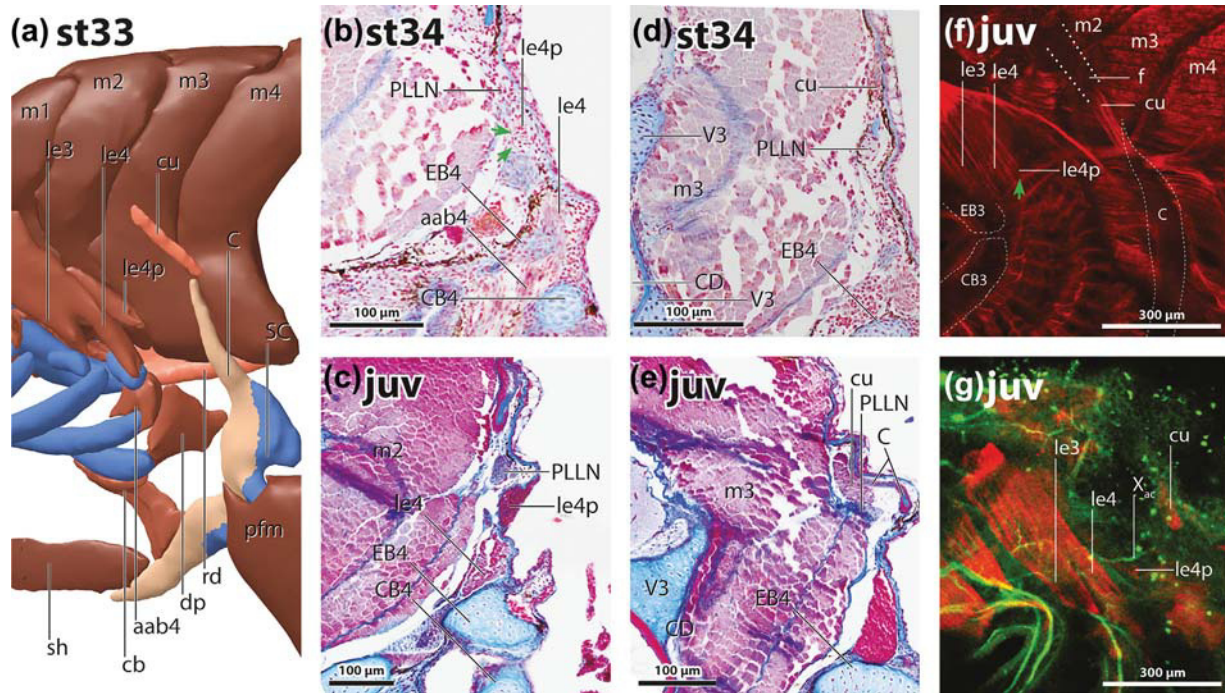 (a) st33
m1
m2
m3
m4
le3
le4
cu
C
le4p
SC
pfm
rd
dp
aab4
sh
cb
(b) st34
le4p
PLLN
le4
EB4
aab4
CB4
100 µm
(c) juv
m2
PLLN
le4
le4p
EB4
CB4
100 µm
(d) st34
cu
V3
PLLN
m3
EB4
CD
V3
100 µm
(e) juv
cu
PLLN
C
m3
V3
EB4
CD
100 µm
(f) juv
m2
m3
le3
le4
f
m4
cu
le4p
C
EB3
CB3
300 µm
(g) juv
cu
le3
X ac
le4
le4p
300 µm